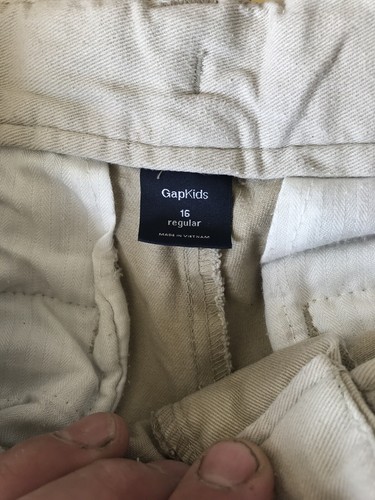 GapKids
16
regular
MADE IN VIETNAM